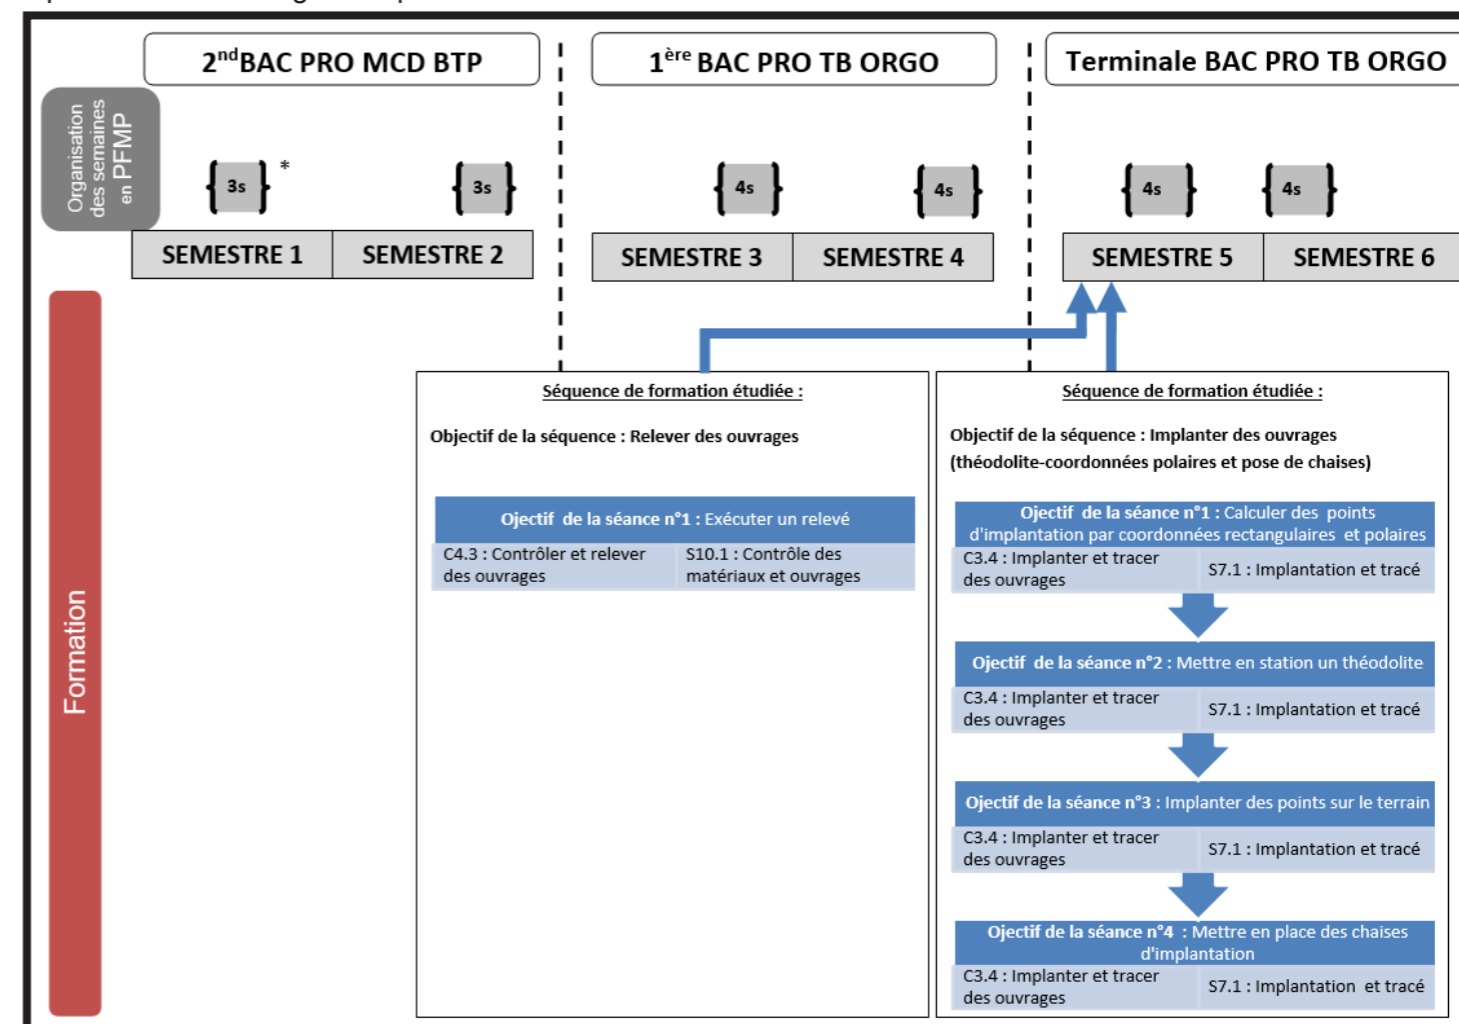 2ndBAC PRO MCD BTP
1ère BAC PRO TB ORGO
Terminale BAC PRO TB ORGO
Organisation
des semaines
en PFMP
3s
*
3s
4s
4s
4s
4s
SEMESTRE 1
SEMESTRE 2
SEMESTRE 3
SEMESTRE 4
SEMESTRE 5
SEMESTRE 6
Formation
Séquence de formation étudiée :
Objectif de la séquence : Relever des ouvrages
Ojectif de la séance n°1 : Exécuter un relevé
C4.3 : Contrôler et relever
des ouvrages
S10.1 : Contrôle des
matériaux et ouvrages
Séquence de formation étudiée :
Objectif de la séquence : Implanter des ouvrages
(théodolite-coordonnées polaires et pose de chaises)
Ojectif de la séance n°1 : Calculer des points
d'implantation par coordonnées rectangulaires et polaires
C3.4 : Implanter et tracer
des ouvrages
S7.1 : Implantation et tracé
Ojectif de la séance n°2 : Mettre en station un théodolite
C3.4 : Implanter et tracer
des ouvrages
S7.1 : Implantation et tracé
Ojectif de la séance n°3 : Implanter des points sur le terrain
C3.4 : Implanter et tracer
des ouvrages
S7.1 : Implantation et tracé
Ojectif de la séance n°4 : Mettre en place des chaises
d'implantation
C3.4 : Implanter et tracer
des ouvrages
S7.1 : Implantation et tracé